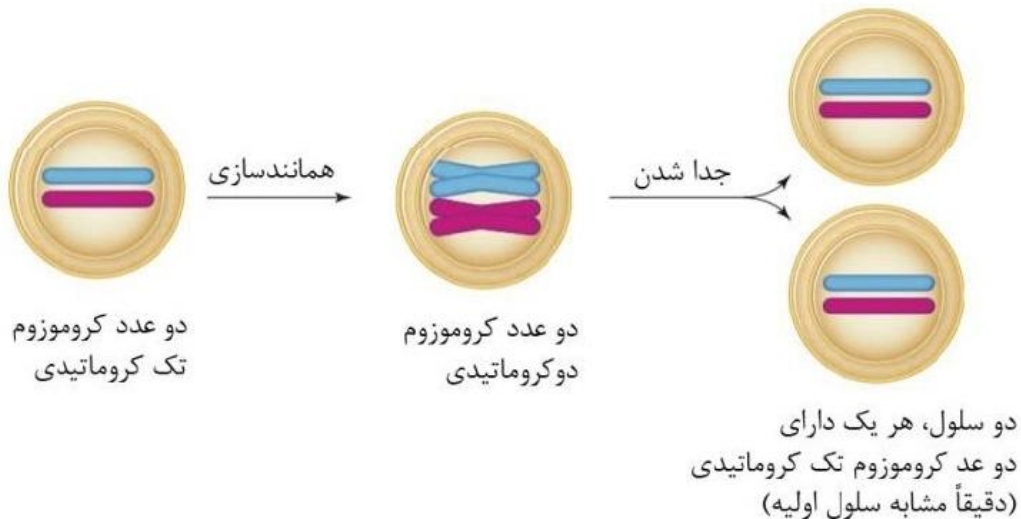 همانندسازی
جدا شدن
دو عدد کروموزوم
تک کروماتیدی
دو عدد کروموزوم
دوکروماتیدی
دو سلول، هر یک دارای
دو عد کروموزوم تک کروماتیدی
(دقیقاً مشابه سلول اولیه)